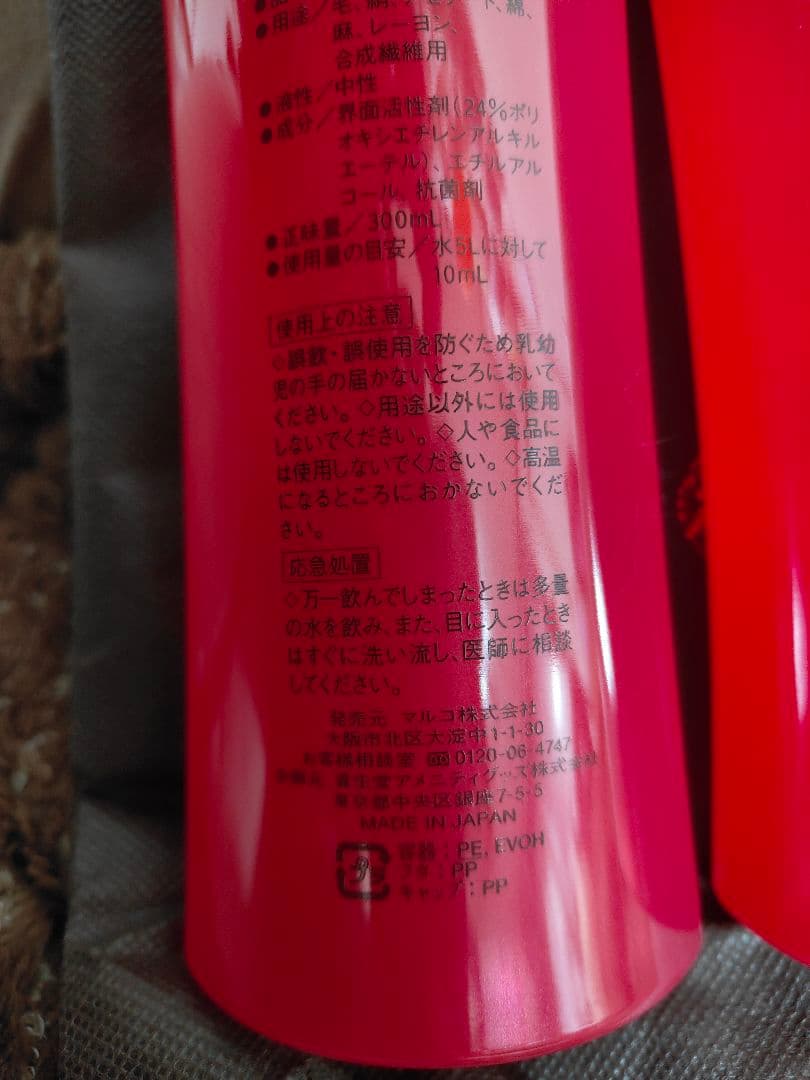 ●用途／毛、絹、アセテート、綿、
麻、レーヨン、
合成繊維用
●液性／中性
●成分／界面活性剤(24%ポリ
オキシエチレンアルキル
エーテル)、エチルアル
コール、抗菌剤
●正味量／300mL
●使用量の目安／水5Lに対して
10mL
使用上の注意
◇誤飲・誤使用を防ぐため乳幼
児の手の届かないところにおいて
ください。◇用途以外には使用
しないでください。◇人や食品に
は使用しないでください。◇高温
になるところにおかないでくだ
さい。
応急処置
◇万一飲んでしまったときは多量
の水を飲み、また、目に入ったとき
はすぐに洗い流し、医師に相談
してください。
発売元 マルコ株式会社
大阪市北区大淀中1-1-30
お客様相談室 0120-06-4747
資生堂アメニティグッズ株式会社
東京都中央区銀座7-5-5
MADE IN JAPAN
プラ
容器：PE, EVOH
フタ：PP
キャップ：PP